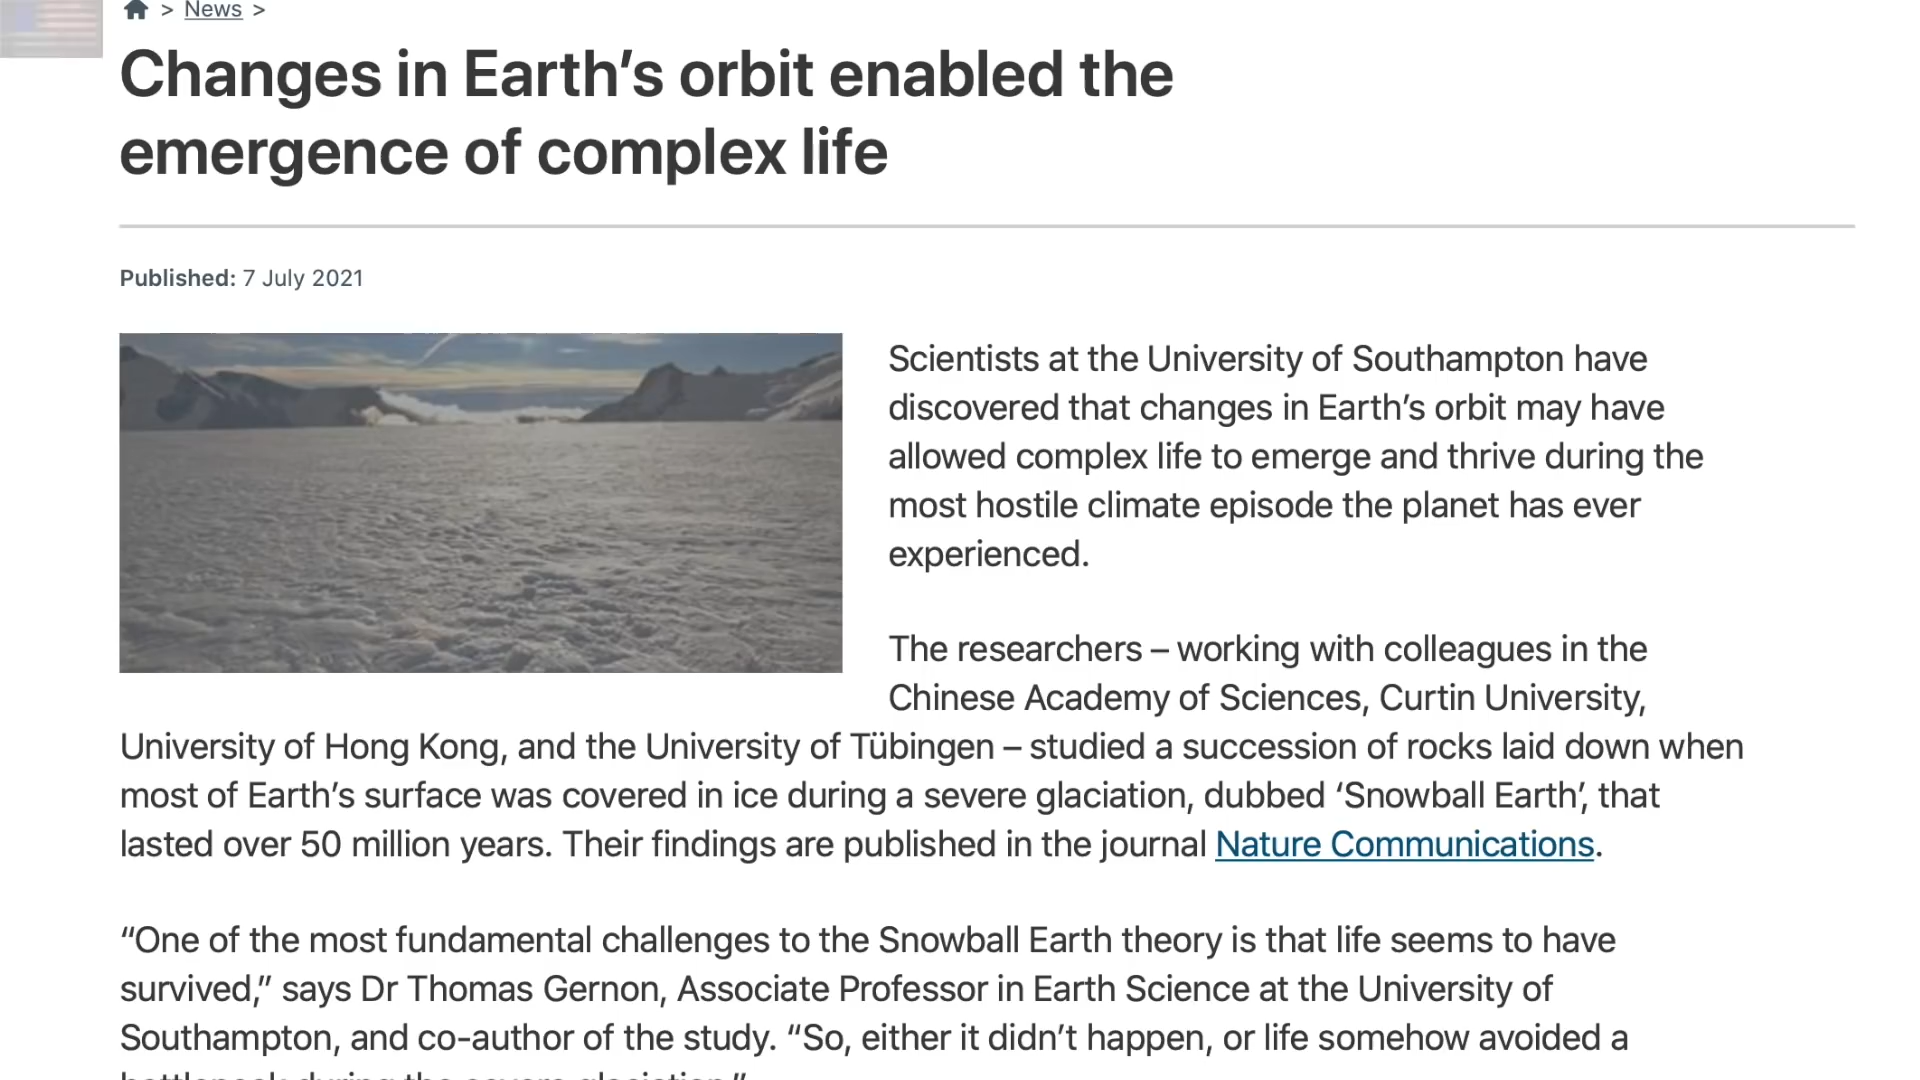 > News >
Changes in Earth’s orbit enabled the
emergence of complex life
Published: 7 July 2021
Scientists at the University of Southampton have
discovered that changes in Earth’s orbit may have
allowed complex life to emerge and thrive during the
most hostile climate episode the planet has ever
experienced.
The researchers – working with colleagues in the
Chinese Academy of Sciences, Curtin University,
University of Hong Kong, and the University of Tübingen – studied a succession of rocks laid down when
most of Earth’s surface was covered in ice during a severe glaciation, dubbed ‘Snowball Earth’, that
lasted over 50 million years. Their findings are published in the journal Nature Communications.
“One of the most fundamental challenges to the Snowball Earth theory is that life seems to have
survived,” says Dr Thomas Gernon, Associate Professor in Earth Science at the University of
Southampton, and co-author of the study. “So, either it didn’t happen, or life somehow avoided a
bottleneck during the severe glaciation.”